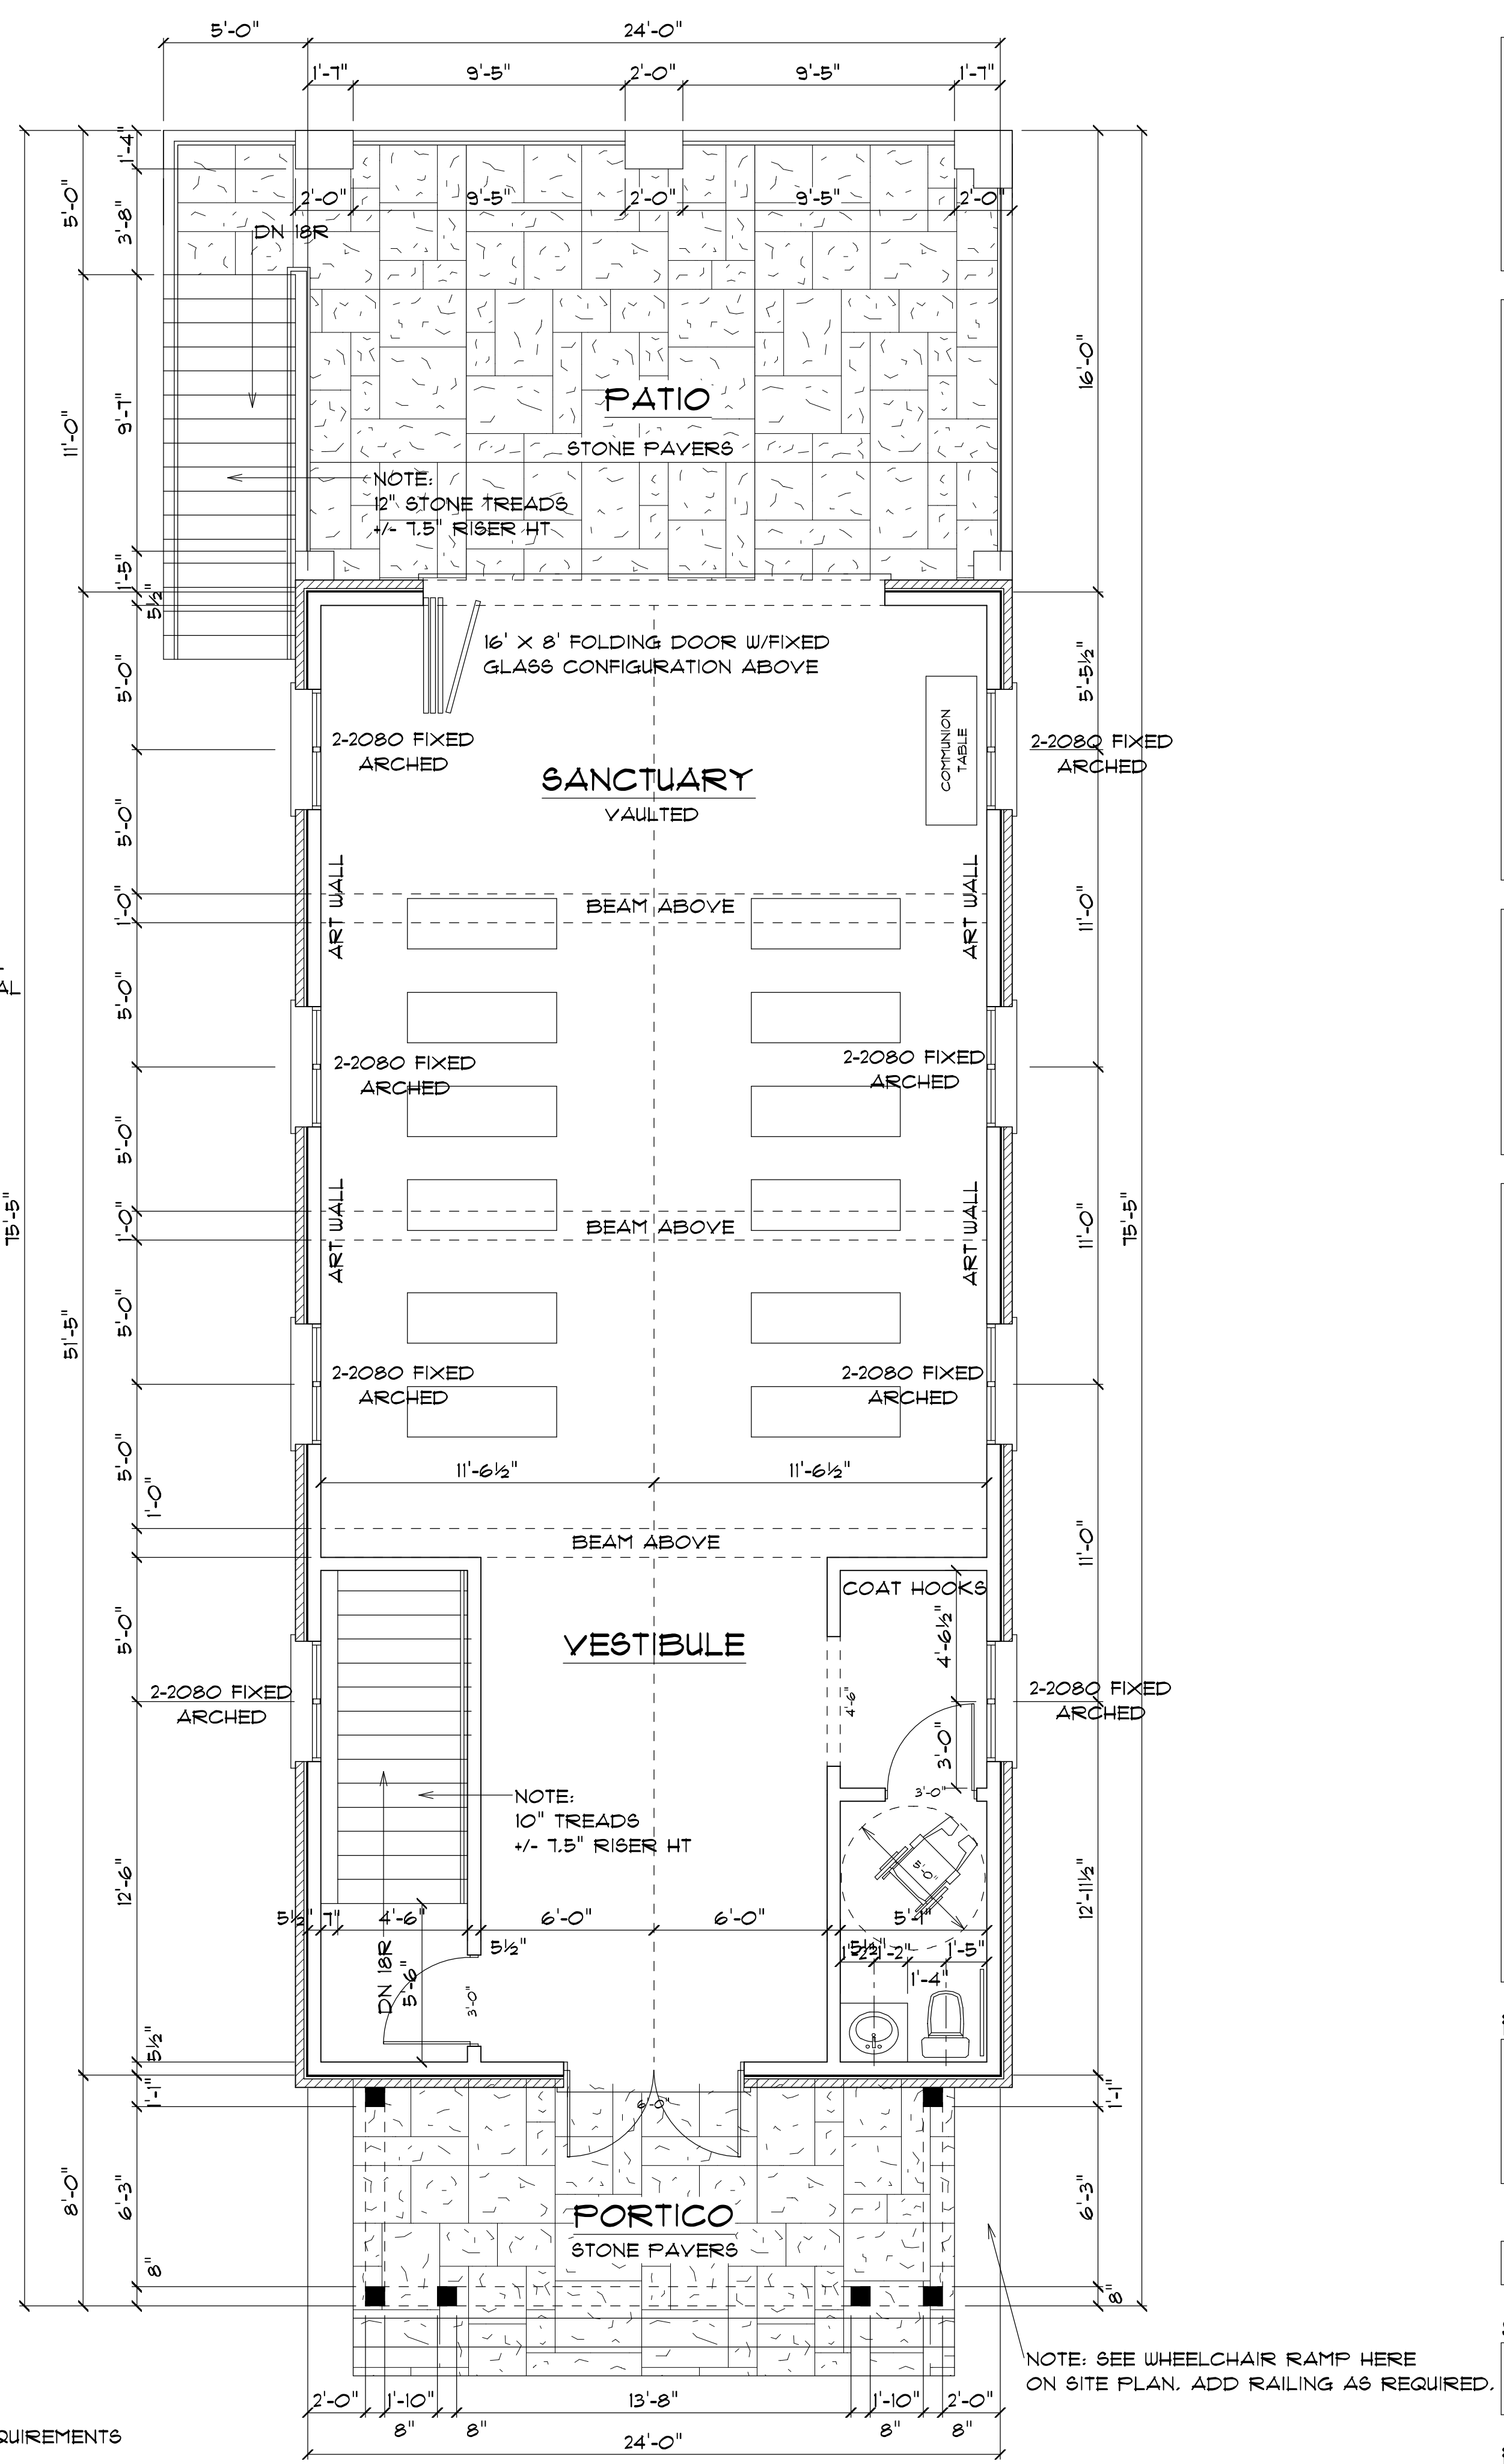 5'-0"
24'-0"
1'-7"
9'-5"
2'-0"
9'-5"
1'-7"
1'-4"
5'-0"
3'-8"
2'-0"
9'-5"
2'-0"
9'-5"
2'-0"
DN 18R
16'-0"
PATIO
STONE PAVERS
11'-0"
9'-7"
NOTE:
12" STONE TREADS
+/- 7.5" RISER HT
1'-5"
5½"
16' X 8' FOLDING DOOR W/FIXED
GLASS CONFIGURATION ABOVE
5'-0"
5'-5½"
COMMUNION
TABLE
2-2080 FIXED
ARCHED
2-2080 FIXED
ARCHED
SANCTUARY
VAULTED
5'-0"
ART WALL
ART WALL
1'-0"
BEAM ABOVE
11'-0"
5'-0"
2-2080 FIXED
ARCHED
2-2080 FIXED
ARCHED
5'-0"
75'-5"
75'-5"
ART WALL
ART WALL
1'-0"
BEAM ABOVE
11'-0"
51'-5"
5'-0"
2-2080 FIXED
ARCHED
2-2080 FIXED
ARCHED
5'-0"
11'-6½"
11'-6½"
1'-0"
BEAM ABOVE
11'-0"
COAT HOOKS
5'-0"
VESTIBULE
4'-6½"
2-2080 FIXED
ARCHED
4'-6"
2-2080 FIXED
ARCHED
3'-0"
3'-0"
NOTE:
10" TREADS
+/- 7.5" RISER HT
12'-6"
5'-0"
12'-11½"
5½"
7"
4'-6"
6'-0"
6'-0"
5'-1"
5½"
5½"
1'-2"
1'-2"
1'-5"
1'-4"
DN 18R
5'-6"
3'-0"
5½"
1'-1"
6'-0"
1'-1"
8'-0"
6'-3"
6'-3"
PORTICO
STONE PAVERS
8"
8"
NOTE: SEE WHEELCHAIR RAMP HERE
ON SITE PLAN. ADD RAILING AS REQUIRED.
2'-0"
1'-10"
13'-8"
1'-10"
2'-0"
8"
8"
8"
8"
24'-0"
QUIREMENTS